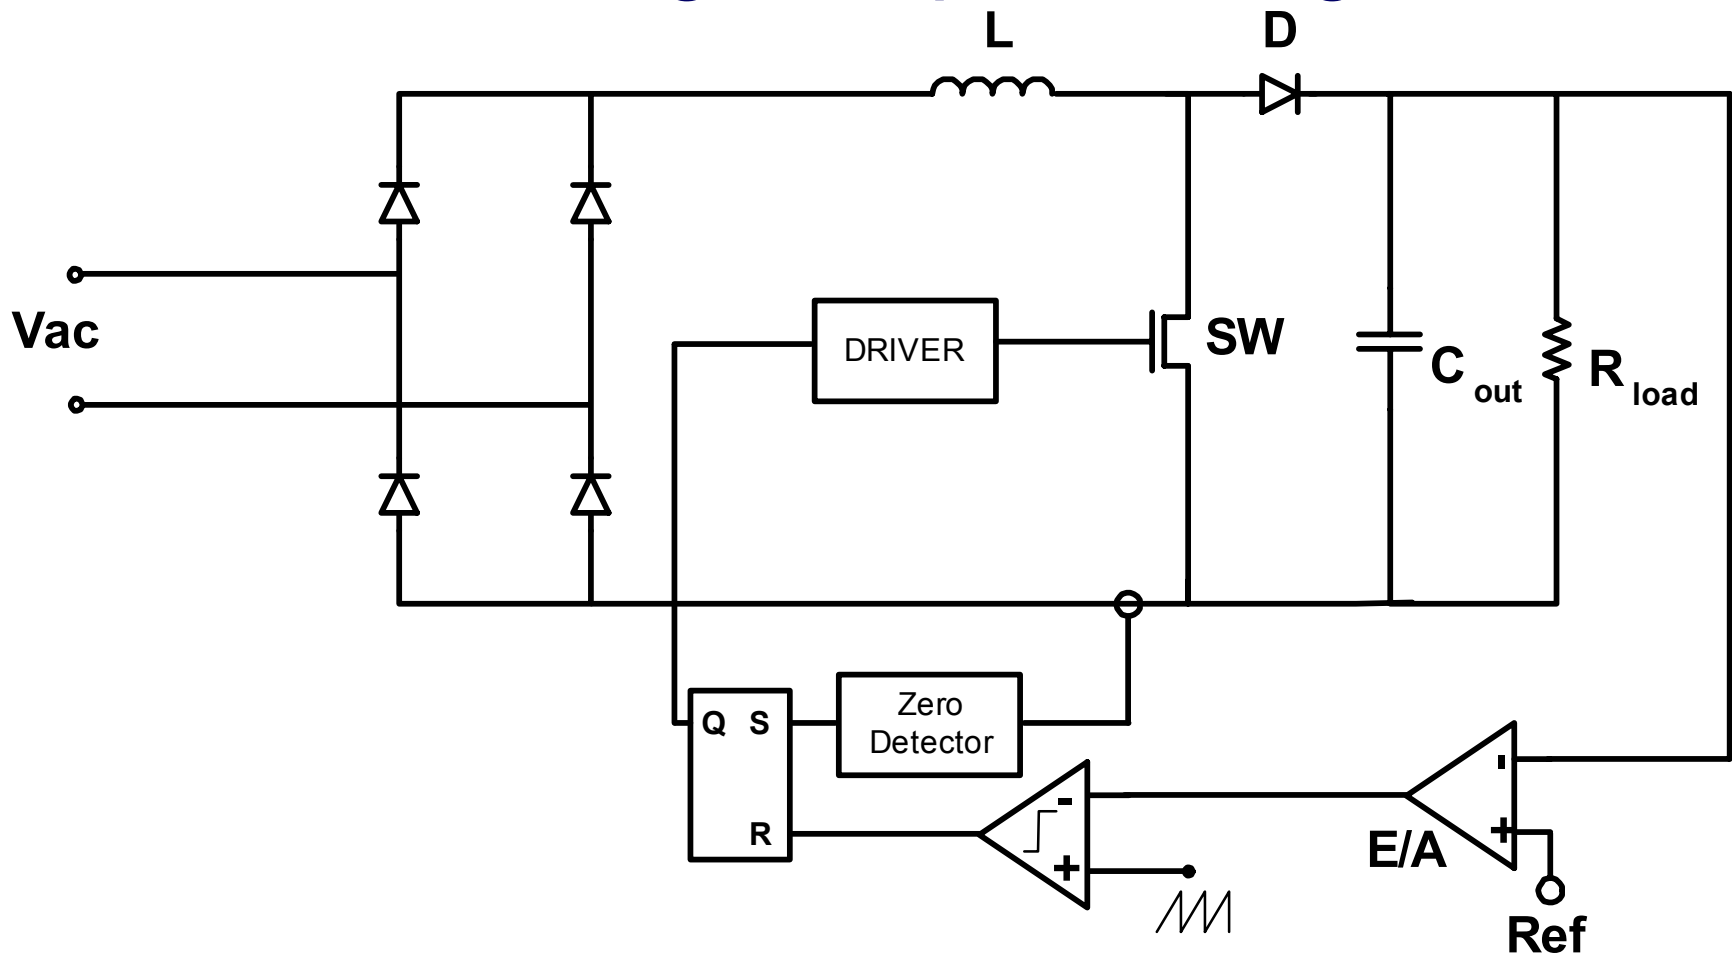 L
D
Vac
DRIVER
SW
C out
R load
Zero
Detector
Q S
R
-
+
-
+
E/A
Ref